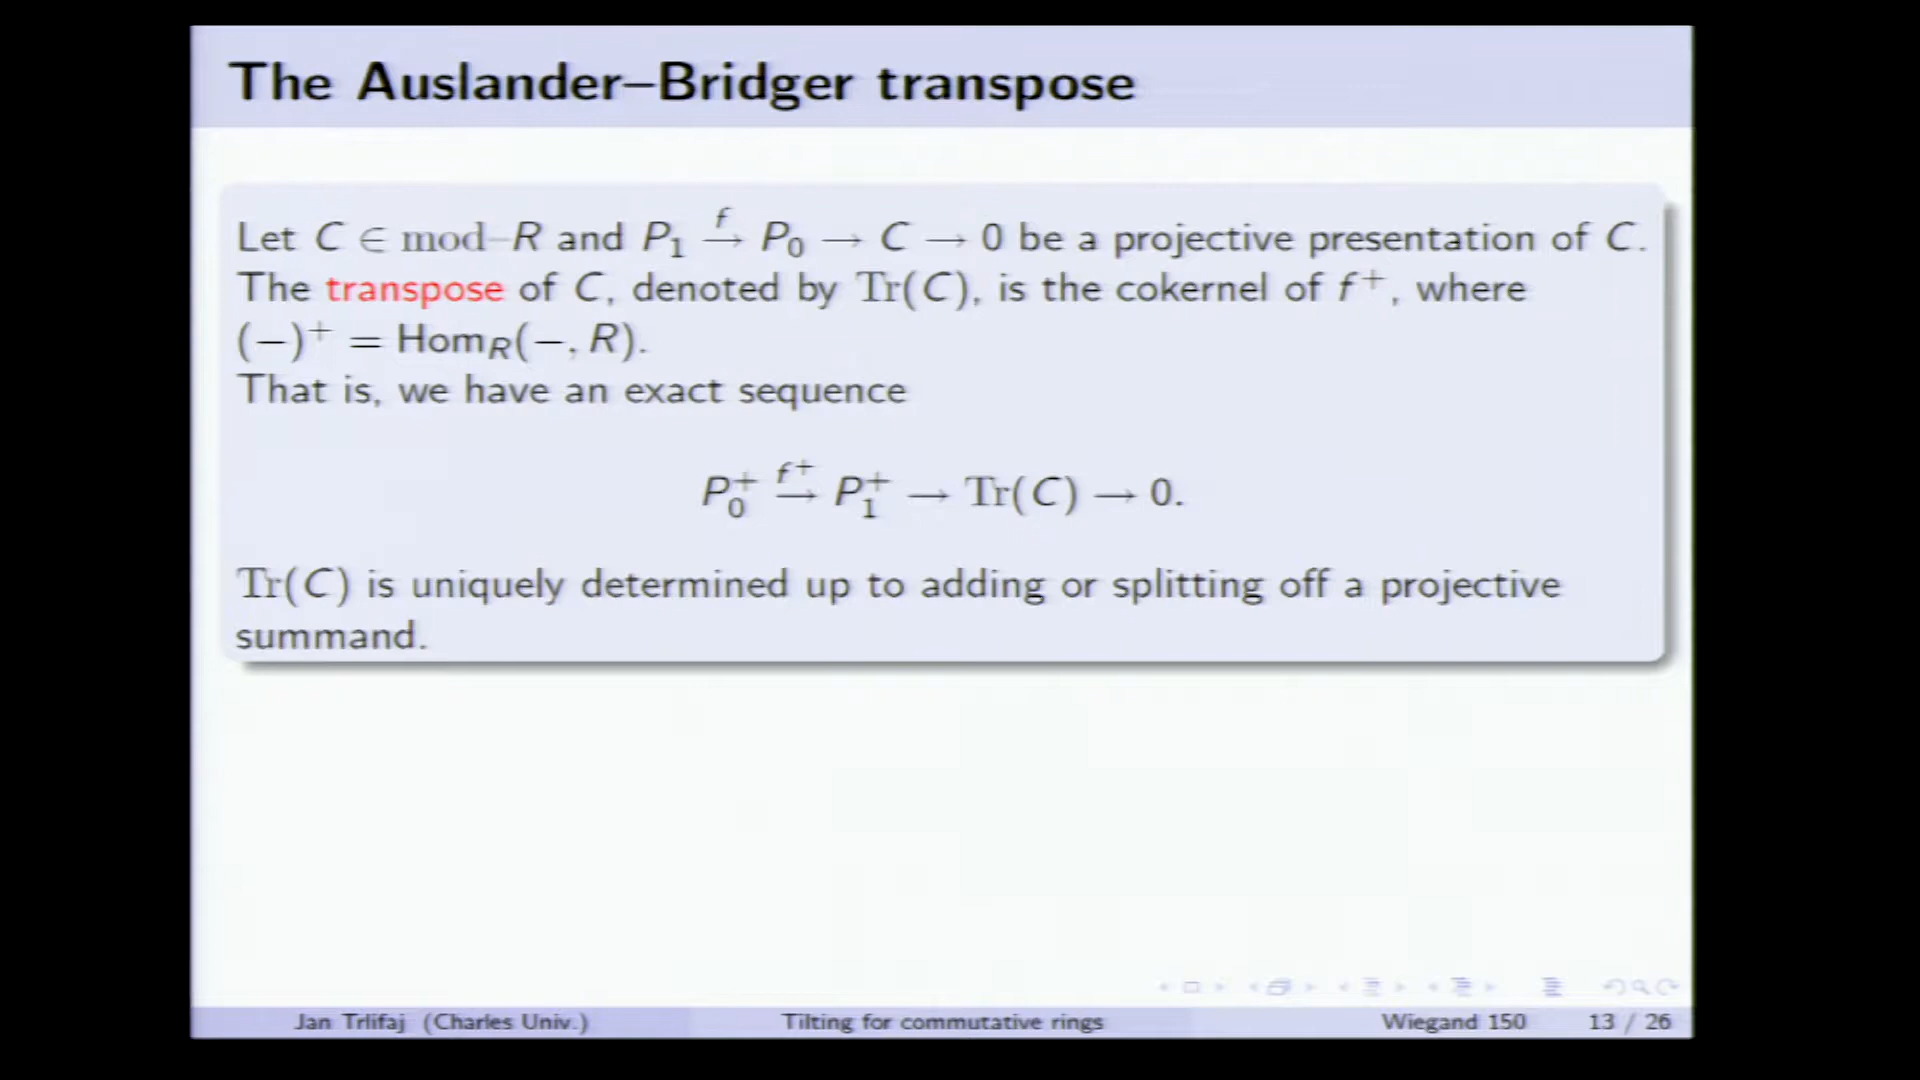 The Auslander–Bridger transpose
Let C ∈ mod–R and P₁ →^f P₀ → C → 0 be a projective presentation of C.
The transpose of C, denoted by Tr(C), is the cokernel of f⁺, where
(−)⁺ = Hom_R(−, R).
That is, we have an exact sequence
P₀⁺ →^{f⁺} P₁⁺ → Tr(C) → 0.
Tr(C) is uniquely determined up to adding or splitting off a projective
summand.
Jan Trlifaj (Charles Univ.) Tilting for commutative rings Wiegand 150 13 / 26